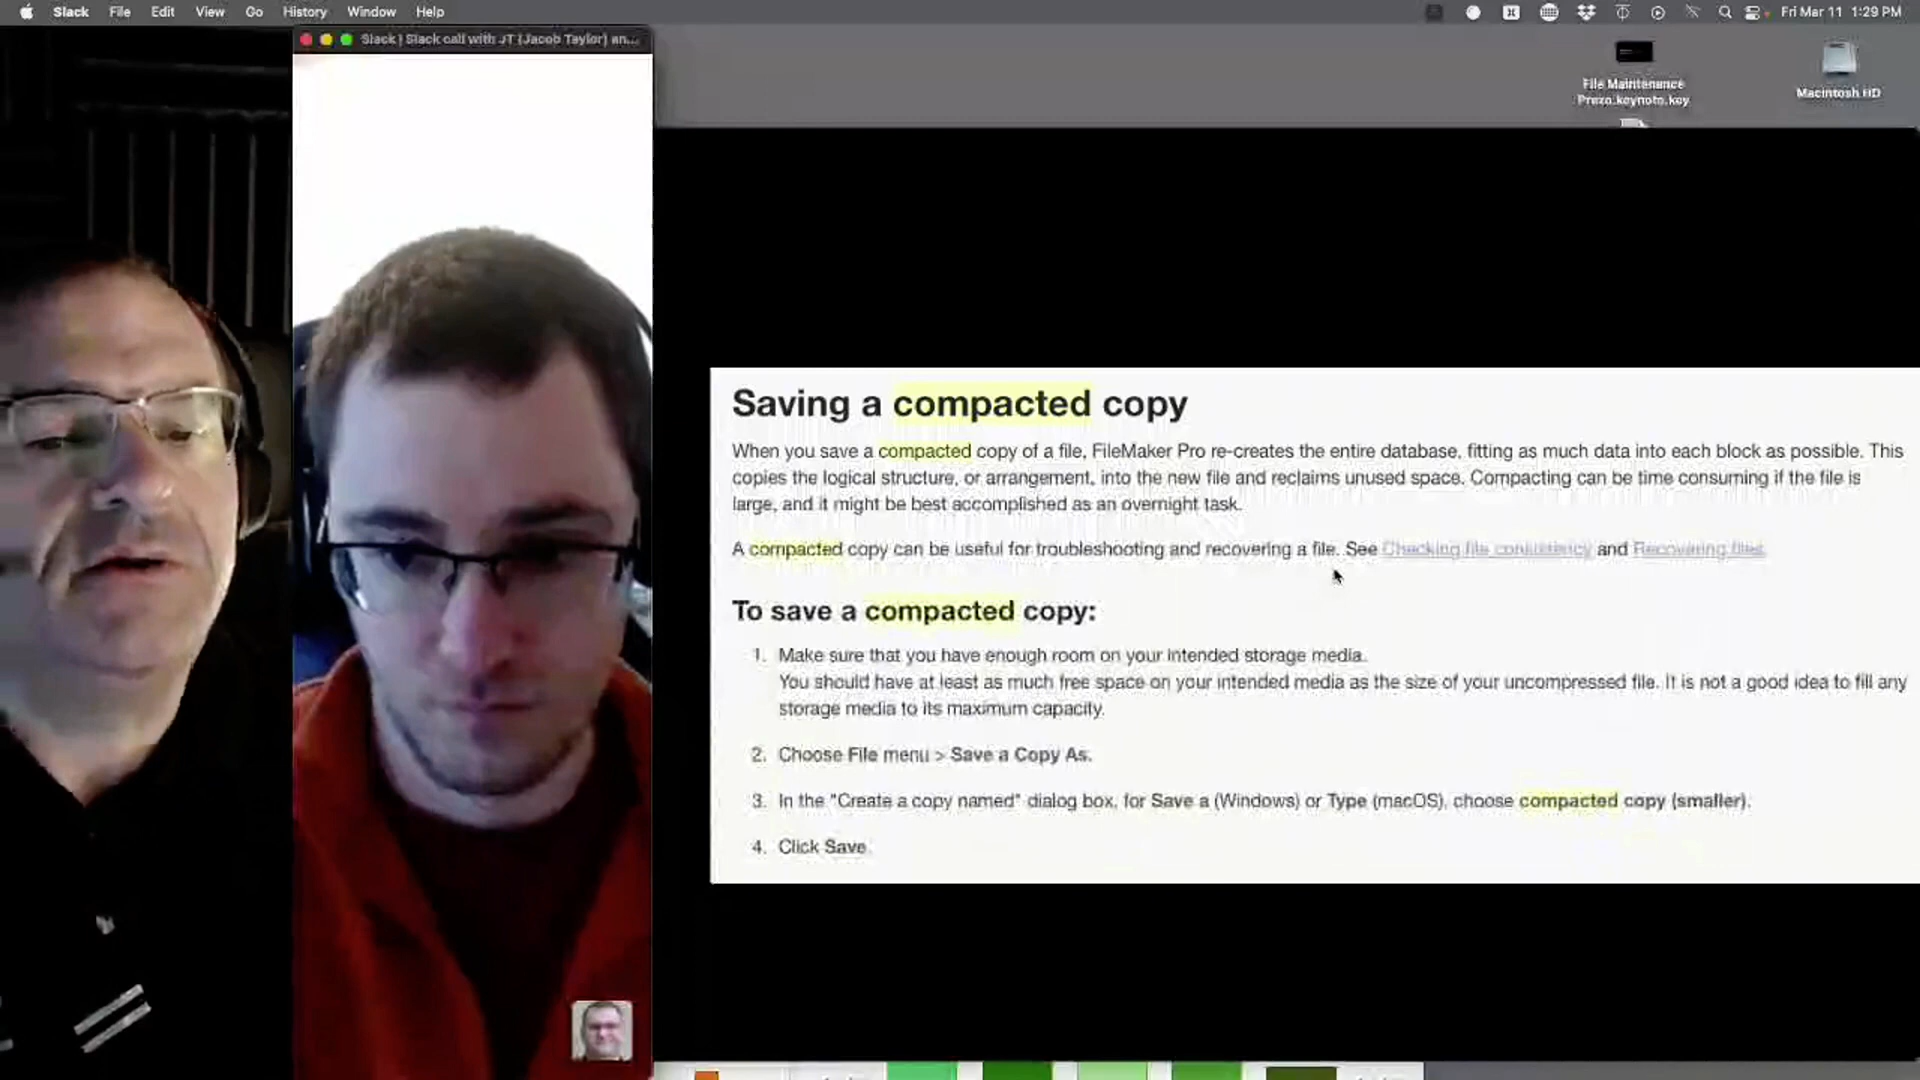 Slack File Edit View Go History Window Help
Fri Mar 11 1:29 PM
Slack | Slack call with JT (Jacob Taylor) an...
File Maintenance
Prezo.keynote.key
Macintosh HD
Saving a compacted copy
When you save a compacted copy of a file, FileMaker Pro re-creates the entire database, fitting as much data into each block as possible. This
copies the logical structure, or arrangement, into the new file and reclaims unused space. Compacting can be time consuming if the file is
large, and it might be best accomplished as an overnight task.
A compacted copy can be useful for troubleshooting and recovering a file. See Checking file consistency and Recovering files.
To save a compacted copy:
1. Make sure that you have enough room on your intended storage media.
You should have at least as much free space on your intended media as the size of your uncompressed file. It is not a good idea to fill any
storage media to its maximum capacity.
2. Choose File menu > Save a Copy As.
3. In the "Create a copy named" dialog box, for Save a (Windows) or Type (macOS), choose compacted copy (smaller).
4. Click Save.